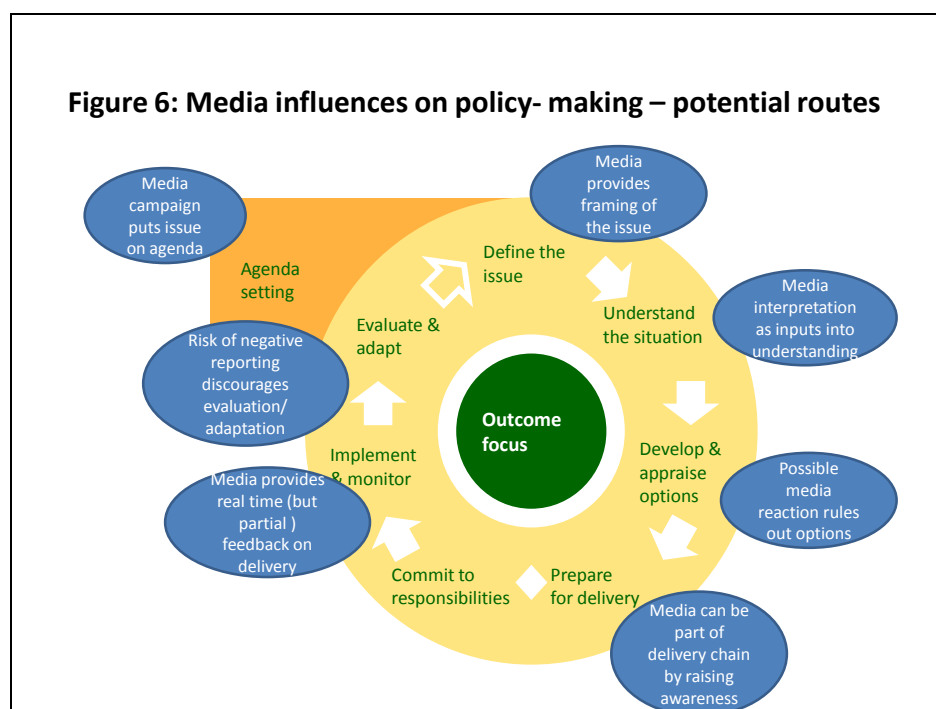 Figure 6: Media influences on policy- making – potential routes
Media
campaign
puts issue
on agenda
Media
provides
framing of
the issue
Agenda
setting
Define the
issue
Understand
the situation
Media
interpretation
as inputs into
understanding
Evaluate &
adapt
Risk of negative
reporting
discourages
evaluation/
adaptation
Outcome
focus
Develop &
appraise
options
Possible
media
reaction rules
out options
Implement
& monitor
Media provides
real time (but
partial )
feedback on
delivery
Commit to
responsibilities
Prepare
for delivery
Media can be
part of
delivery chain
by raising
awareness